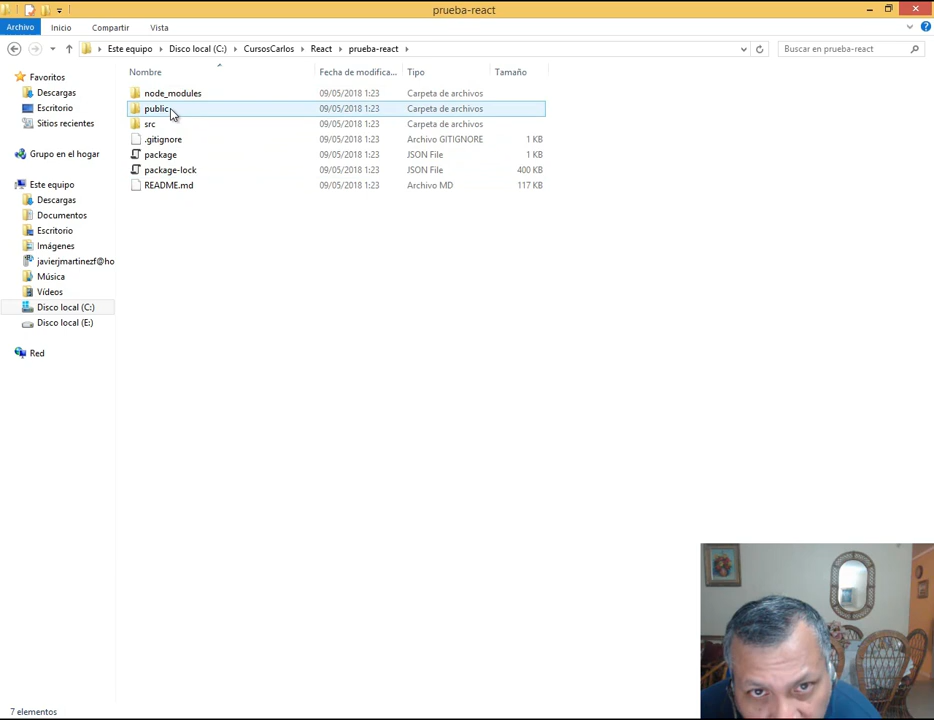 prueba-react
Archivo Inicio Compartir Vista
Este equipo Disco local (C:) CursosCarlos React prueba-react Buscar en prueba-react
Nombre Fecha de modifica... Tipo Tamaño
Favoritos
Descargas
Escritorio
Sitios recientes
Grupo en el hogar
Este equipo
Descargas
Documentos
Escritorio
Imágenes
javierjmartinezf@ho
Música
Vídeos
Disco local (C:)
Disco local (E:)
Red
node_modules 09/05/2018 1:23 Carpeta de archivos
public 09/05/2018 1:23 Carpeta de archivos
src 09/05/2018 1:23 Carpeta de archivos
.gitignore 09/05/2018 1:23 Archivo GITIGNORE 1 KB
package 09/05/2018 1:23 JSON File 1 KB
package-lock 09/05/2018 1:23 JSON File 400 KB
README.md 09/05/2018 1:23 Archivo MD 117 KB
7 elementos